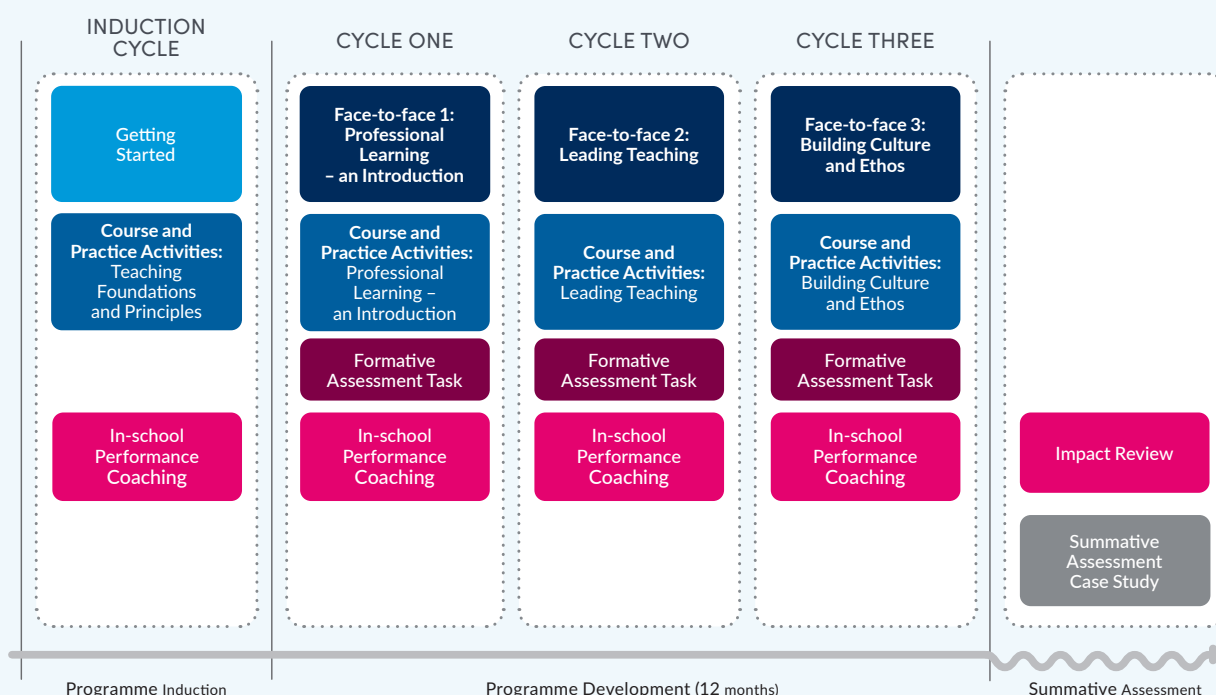 INDUCTION
CYCLE
CYCLE ONE
CYCLE TWO
CYCLE THREE
Getting
Started
Course and
Practice Activities:
Teaching
Foundations
and Principles
In-school
Performance
Coaching
Face-to-face 1:
Professional
Learning
– an Introduction
Course and
Practice Activities:
Professional
Learning –
an Introduction
Formative
Assessment Task
In-school
Performance
Coaching
Face-to-face 2:
Leading Teaching
Course and
Practice Activities:
Leading Teaching
Formative
Assessment Task
In-school
Performance
Coaching
Face-to-face 3:
Building Culture
and Ethos
Course and
Practice Activities:
Building Culture
and Ethos
Formative
Assessment Task
In-school
Performance
Coaching
Impact Review
Summative
Assessment
Case Study
Programme Induction
Programme Development (12 months)
Summative Assessment